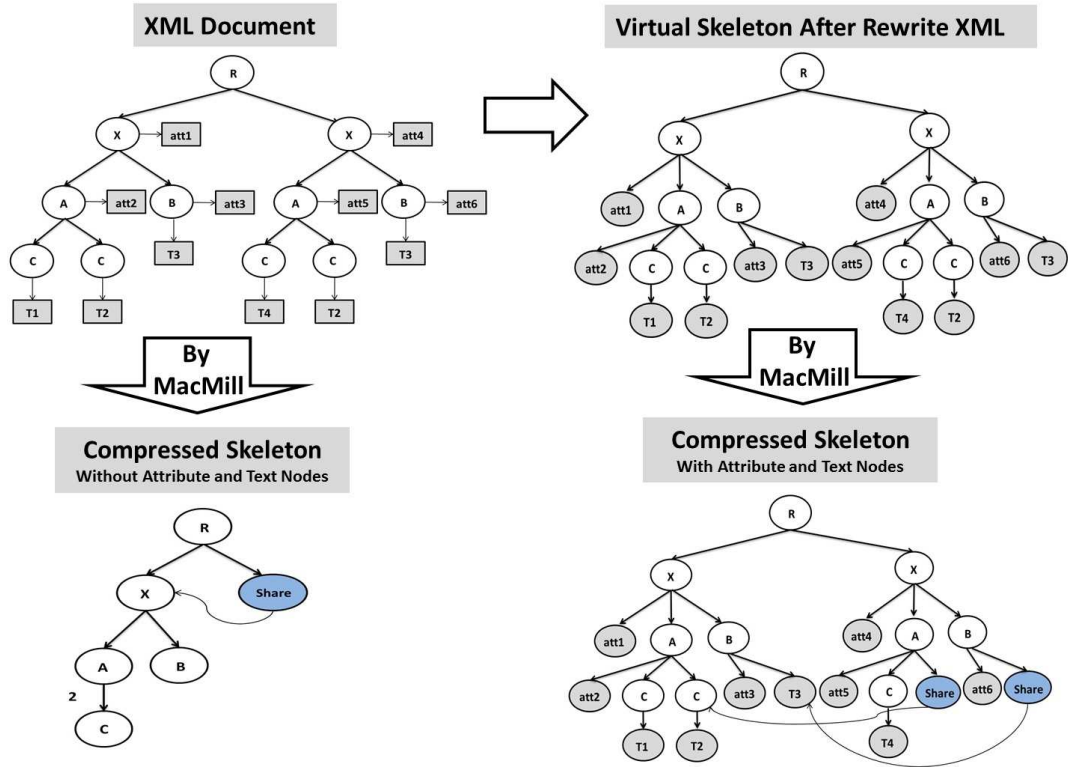 XML Document
Virtual Skeleton After Rewrite XML
R
X att1 X att4
A att2 B att3 A att5 B att6
C C T3 C C T3
T1 T2 T4 T2
R
X X
att1 A B att4 A B
att2 C C att3 T3 att5 C C att6 T3
T1 T2 T4 T2
By
MacMill
By
MacMill
Compressed Skeleton
Without Attribute and Text Nodes
Compressed Skeleton
With Attribute and Text Nodes
R
X Share
A B
2
C
R
X X
att1 A B att4 A B
att2 C C att3 T3 att5 C Share att6 Share
T1 T2 T4